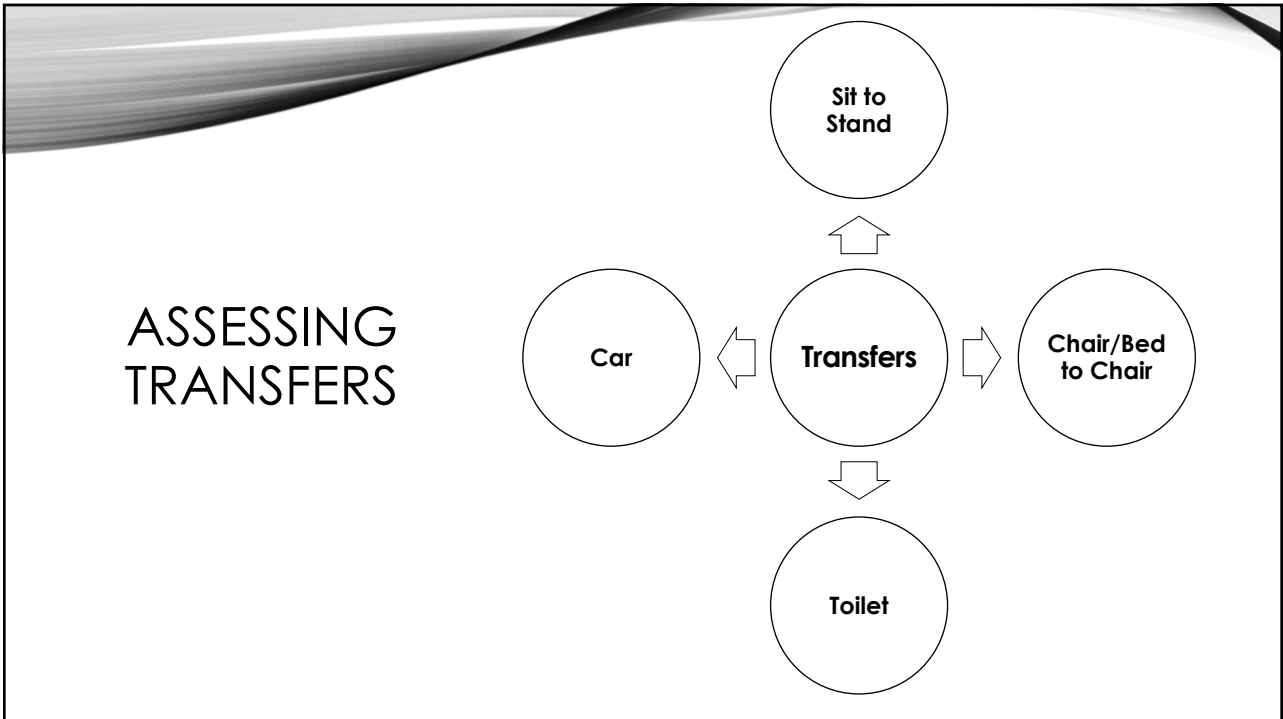 ASSESSING
TRANSFERS
Sit to
Stand
Car
Transfers
Chair/Bed
to Chair
Toilet